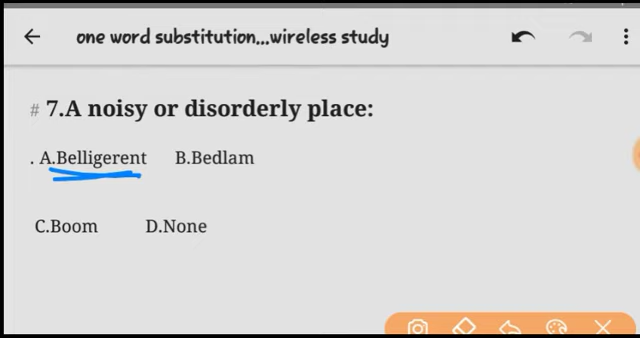 one word substitution...wireless study
# 7.A noisy or disorderly place:
. A.Belligerent B.Bedlam
C.Boom D.None